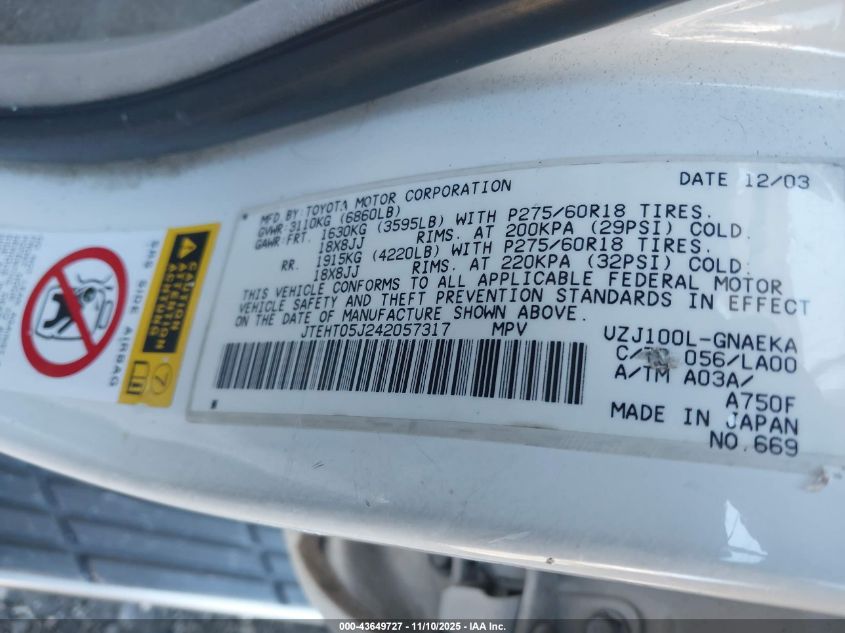 DATE 12/03
MFD BY: TOYOTA MOTOR CORPORATION
GVWR: 3110KG (6860LB)
GAWR: FRT. 1630KG (3595LB) WITH P275/60R18 TIRES.
18X8JJ RIMS. AT 200KPA (29PSI) COLD.
RR. 1915KG (4220LB) WITH P275/60R18 TIRES.
18X8JJ RIMS. AT 220KPA (32PSI) COLD.
THIS VEHICLE CONFORMS TO ALL APPLICABLE FEDERAL MOTOR
VEHICLE SAFETY AND THEFT PREVENTION STANDARDS IN EFFECT
ON THE DATE OF MANUFACTURE SHOWN ABOVE.
JTEHT05J242057317 MPV
UZJ100L-GNAEKA
056/LA00
A/TM A03A/
A750F
MADE IN JAPAN
NO.669
CAUTION
ATTENTION
SRS SIDE AIRBAG
000-43649727 - 11/10/2025 - IAA Inc.